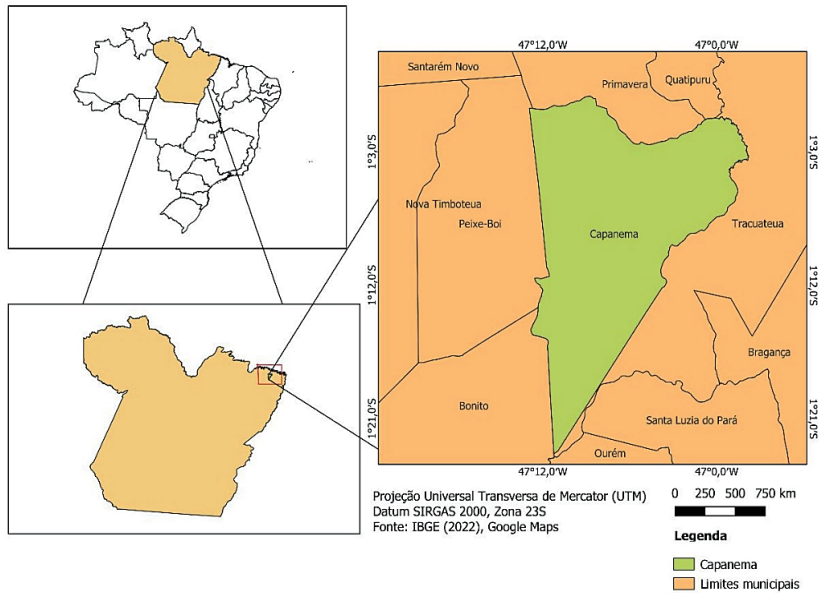 47°12,0'W 47°0,0'W
Santarém Novo
Primavera
Quatipuru
1°3,0'S
1°3,0'S
Nova Timboteua
Peixe-Boi
Capanema
Tracuateua
1°12,0'S
1°12,0'S
Bragança
Bonito
Santa Luzia do Pará
1°21,0'S
1°21,0'S
Ourém
47°12,0'W 47°0,0'W
Projeção Universal Transversa de Mercator (UTM)
Datum SIRGAS 2000, Zona 23S
Fonte: IBGE (2022), Google Maps
0 250 500 750 km
Legenda
Capanema
Limites municipais